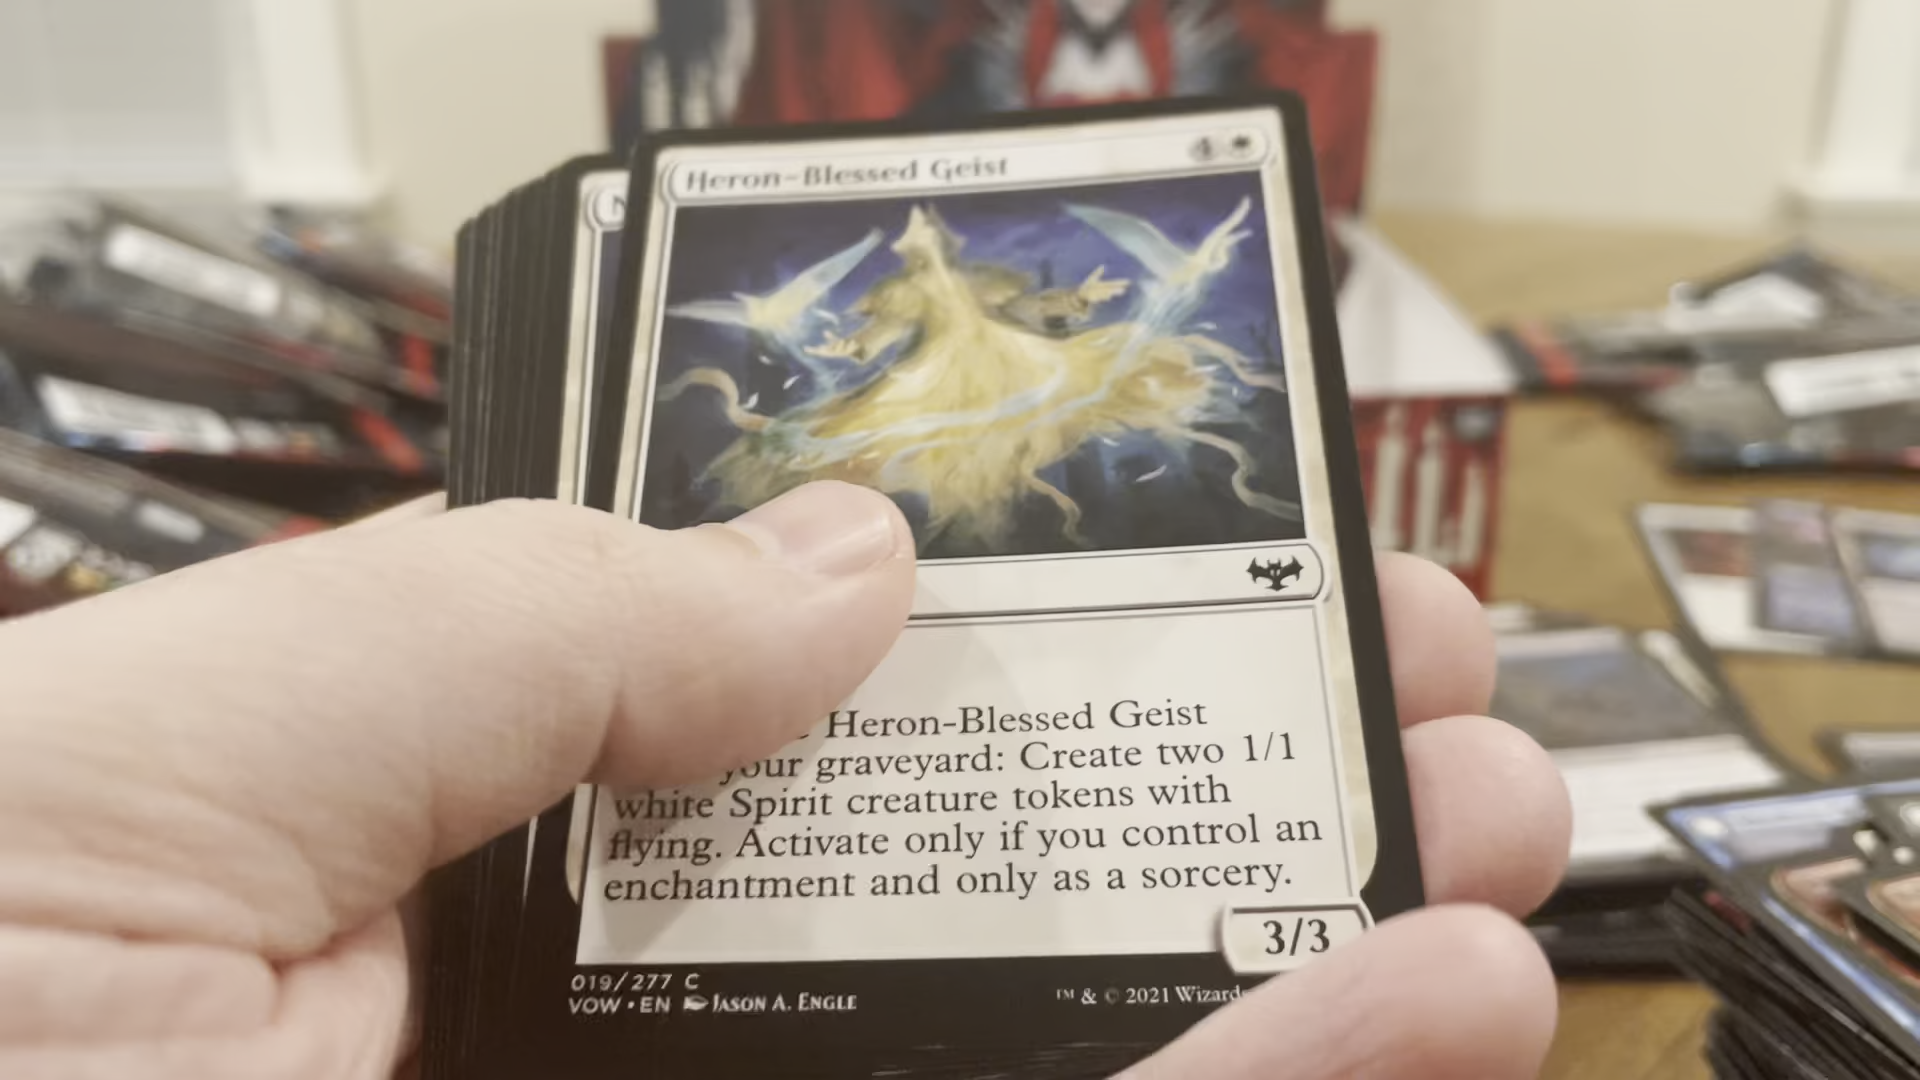 Heron-Blessed Geist
4
Heron-Blessed Geist
your graveyard: Create two 1/1
white Spirit creature tokens with
flying. Activate only if you control an
enchantment and only as a sorcery.
3/3
019/277 C
VOW • EN JASON A. ENGLE
™ & © 2021 Wizards